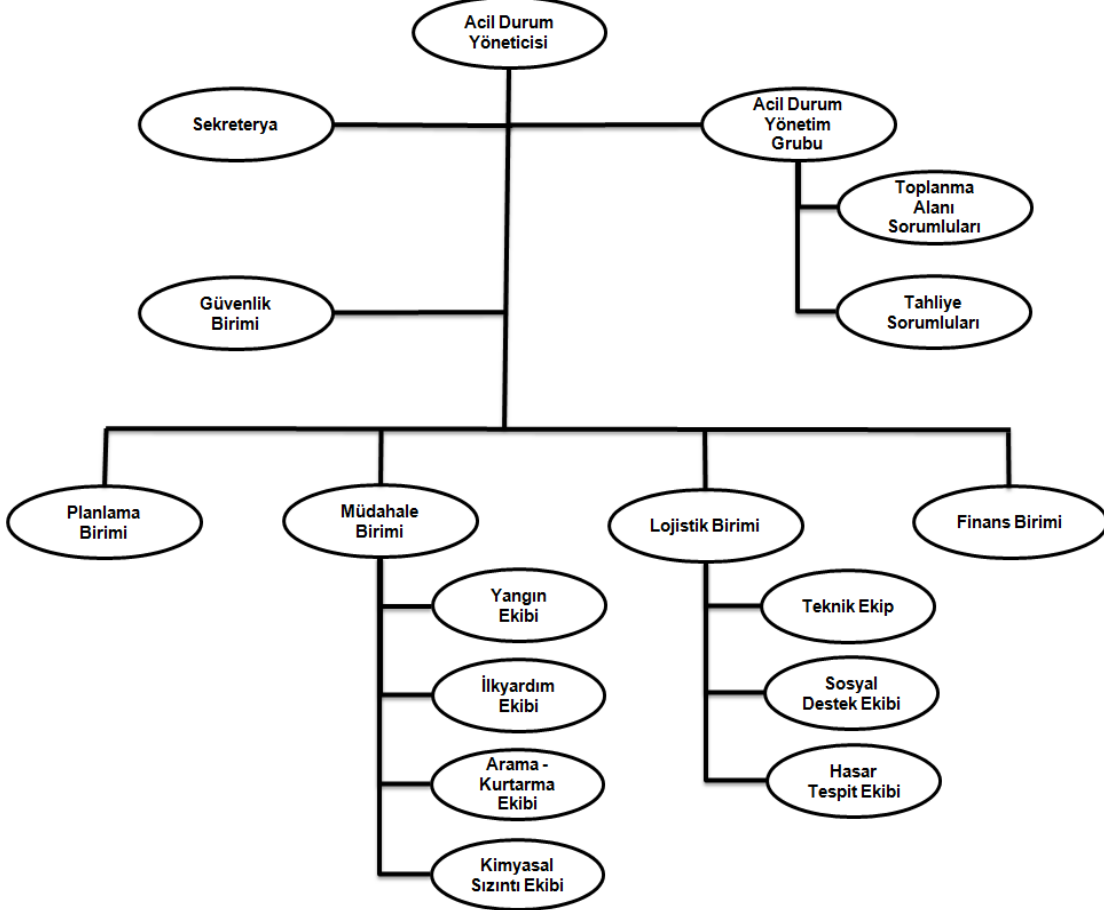 Acil Durum
Yöneticisi
Sekreterya
Acil Durum
Yönetim
Grubu
Toplanma
Alanı
Sorumluları
Güvenlik
Birimi
Tahliye
Sorumluları
Planlama
Birimi
Müdahale
Birimi
Lojistik Birimi
Finans Birimi
Yangın
Ekibi
İlkyardım
Ekibi
Arama -
Kurtarma
Ekibi
Kimyasal
Sızıntı Ekibi
Teknik Ekip
Sosyal
Destek Ekibi
Hasar
Tespit Ekibi